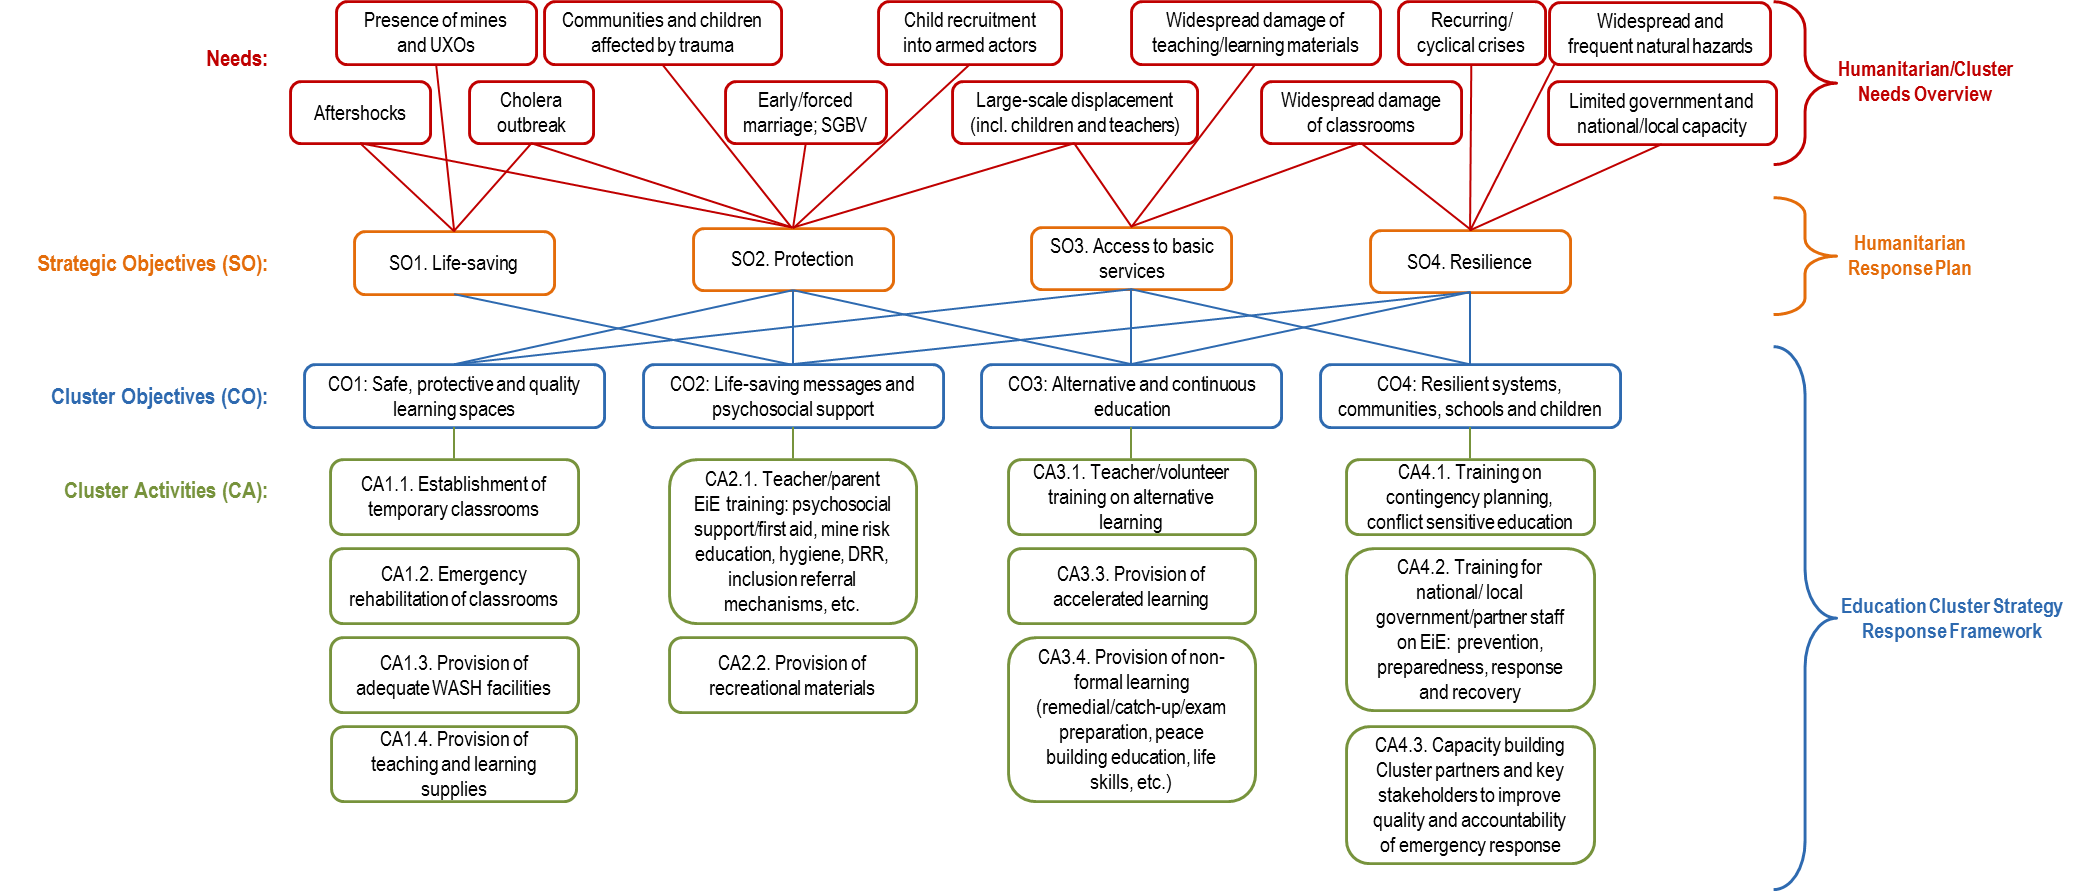 Needs:
Presence of mines
and UXOs
Communities and children
affected by trauma
Child recruitment
into armed actors
Widespread damage of
teaching/learning materials
Recurring/
cyclical crises
Widespread and
frequent natural hazards
Aftershocks
Cholera
outbreak
Early/forced
marriage; SGBV
Large-scale displacement
(incl. children and teachers)
Widespread damage
of classrooms
Limited government and
national/local capacity
Humanitarian/Cluster
Needs Overview
Strategic Objectives (SO):
SO1. Life-saving
SO2. Protection
SO3. Access to basic
services
SO4. Resilience
Humanitarian
Response Plan
Cluster Objectives (CO):
CO1: Safe, protective and quality
learning spaces
CO2: Life-saving messages and
psychosocial support
CO3: Alternative and continuous
education
CO4: Resilient systems,
communities, schools and children
Cluster Activities (CA):
CA1.1. Establishment of
temporary classrooms
CA1.2. Emergency
rehabilitation of classrooms
CA1.3. Provision of
adequate WASH facilities
CA1.4. Provision of
teaching and learning
supplies
CA2.1. Teacher/parent
EiE training: psychosocial
support/first aid, mine risk
education, hygiene, DRR,
inclusion referral
mechanisms, etc.
CA2.2. Provision of
recreational materials
CA3.1. Teacher/volunteer
training on alternative
learning
CA3.3. Provision of
accelerated learning
CA3.4. Provision of non-
formal learning
(remedial/catch-up/exam
preparation, peace
building education, life
skills, etc.)
CA4.1. Training on
contingency planning,
conflict sensitive education
CA4.2. Training for
national/ local
government/partner staff
on EiE: prevention,
preparedness, response
and recovery
CA4.3. Capacity building
Cluster partners and key
stakeholders to improve
quality and accountability
of emergency response
Education Cluster Strategy
Response Framework